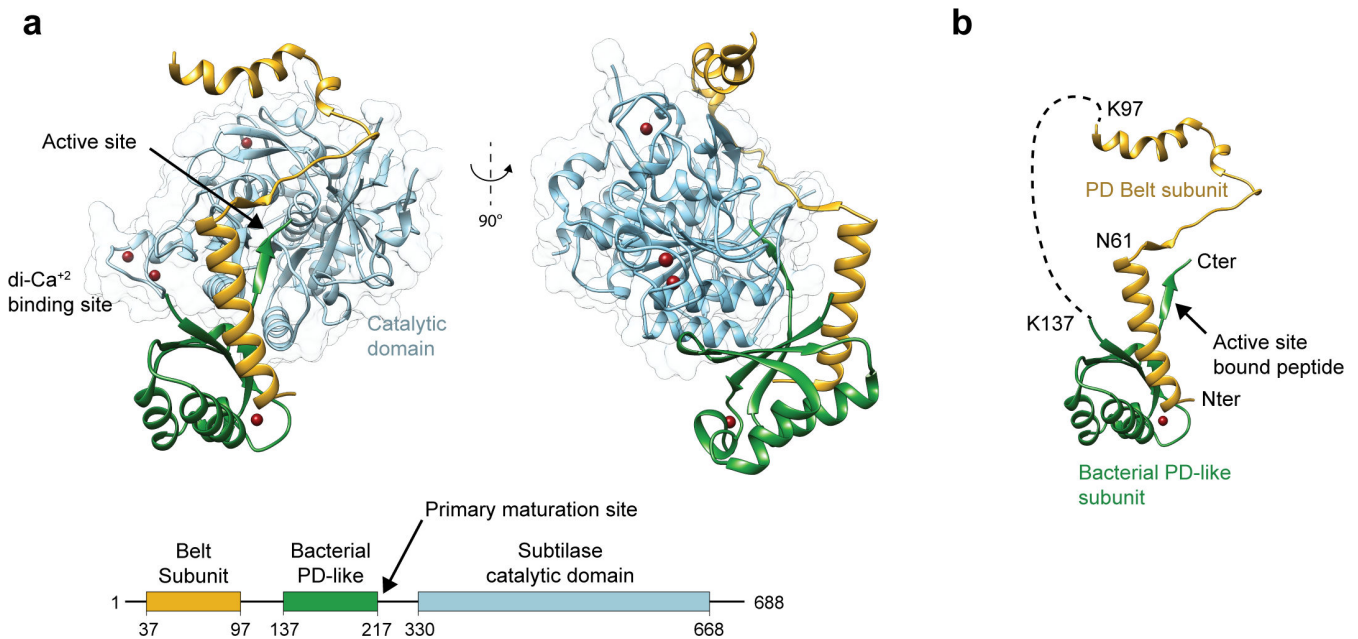 a
Active site
di-Ca+2
binding site
Catalytic
domain
90°
b
K97
PD Belt subunit
N61
Cter
K137
Active site
bound peptide
Nter
Bacterial PD-like
subunit
Primary maturation site
Belt
Subunit
Bacterial
PD-like
Subtilase
catalytic domain
1
688
37
97
137
217
330
668